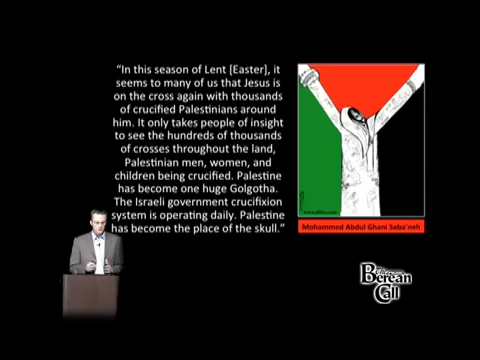 “In this season of Lent [Easter], it
seems to many of us that Jesus is
on the cross again with thousands
of crucified Palestinians around
him. It only takes people of insight
to see the hundreds of thousands
of crosses throughout the land,
Palestinian men, women, and
children being crucified. Palestine
has become one huge Golgotha.
The Israeli government crucifixion
system is operating daily. Palestine
has become the place of the skull.”
Mohammed Abdul Ghani Saba'neh
Berean
Call